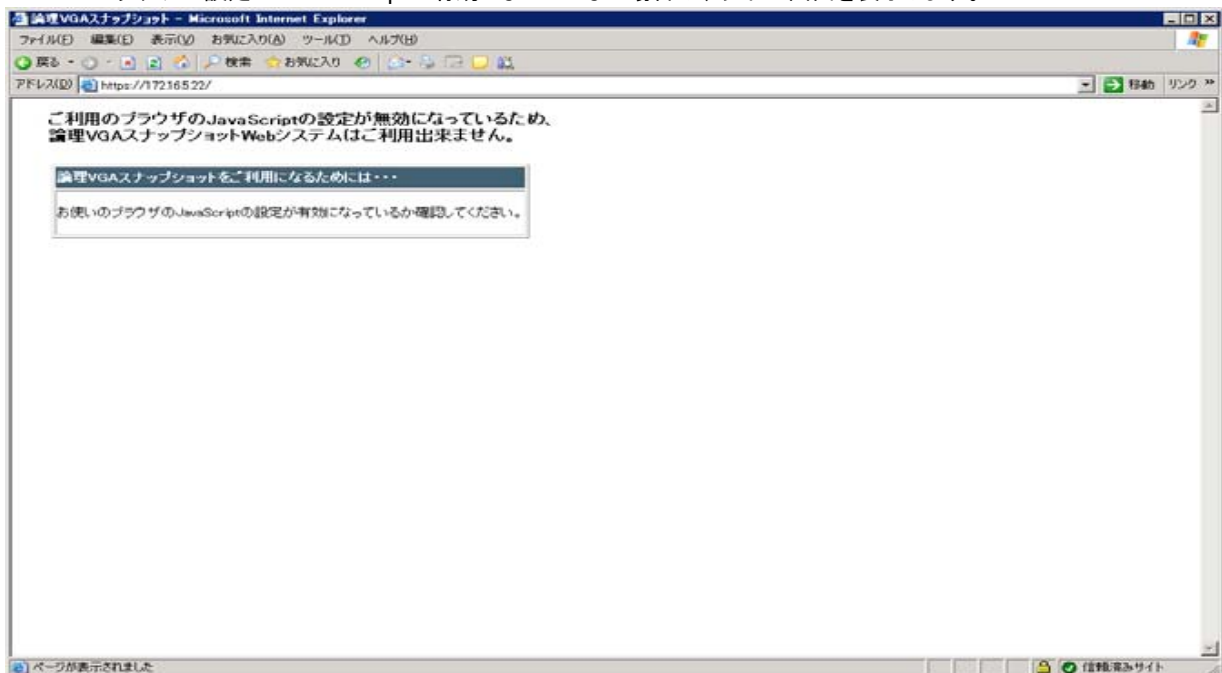 論理VGAスナップショット - Microsoft Internet Explorer
ファイル(F) 編集(E) 表示(V) お気に入り(A) ツール(T) ヘルプ(H)
戻る 検索 お気に入り
アドレス(D) https://172.16.5.22/ 移動 リンク »
ご利用のブラウザのJavaScriptの設定が無効になっているため、
論理VGAスナップショットWebシステムはご利用出来ません。
論理VGAスナップショットをご利用になるためには・・・
お使いのブラウザのJavaScriptの設定が有効になっているか確認してください。
ページが表示されました 信頼済みサイト